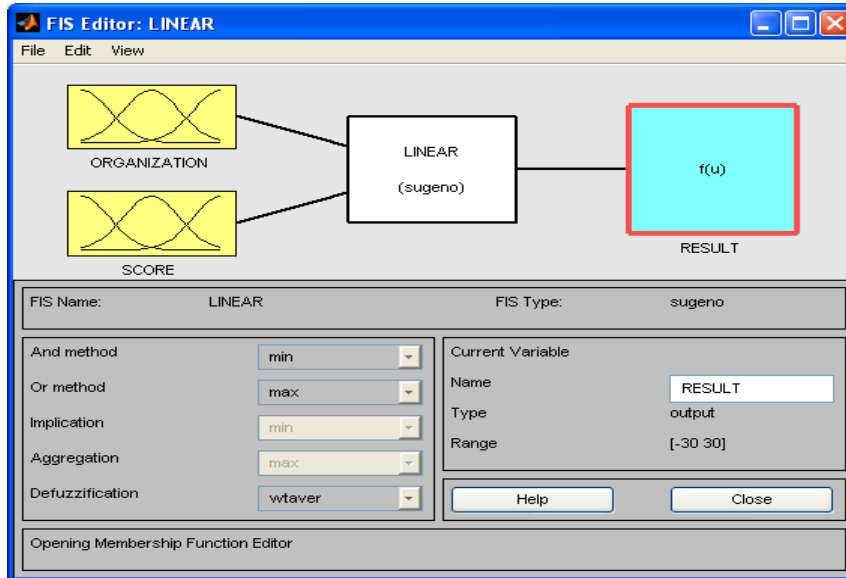 FIS Editor: LINEAR
File Edit View
ORGANIZATION
SCORE
LINEAR
(sugeno)
f(u)
RESULT
FIS Name: LINEAR FIS Type: sugeno
And method min
Or method max
Implication min
Aggregation max
Defuzzification wtaver
Current Variable
Name RESULT
Type output
Range [-30 30]
Help Close
Opening Membership Function Editor